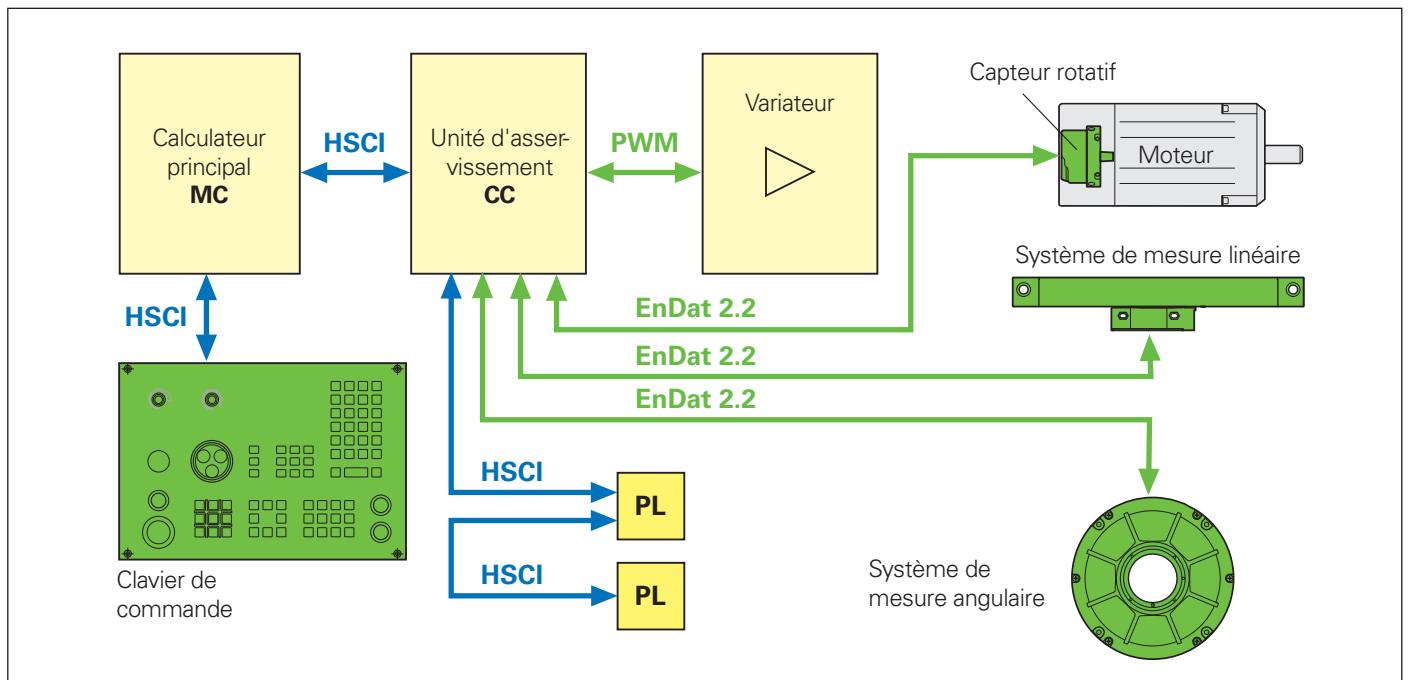 Calculateur
principal
MC
HSCI
Unité d'asser-
vissement
CC
PWM
Variateur
Capteur rotatif
Moteur
Système de mesure linéaire
HSCI
EnDat 2.2
EnDat 2.2
EnDat 2.2
HSCI
PL
HSCI
PL
Clavier de
commande
Système de
mesure angulaire